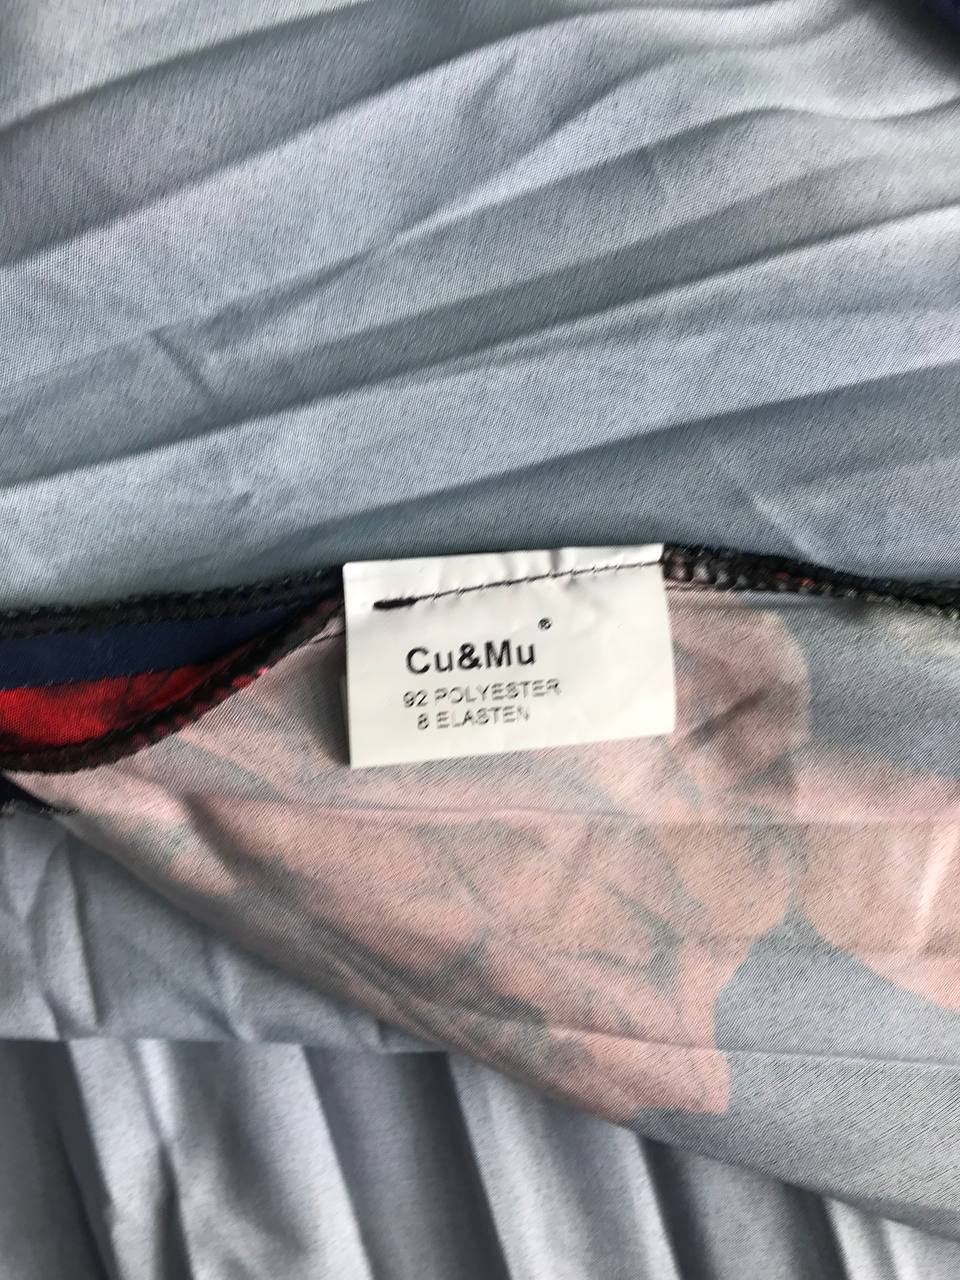 Cu&Mu®
92 POLYESTER
8 ELASTEN